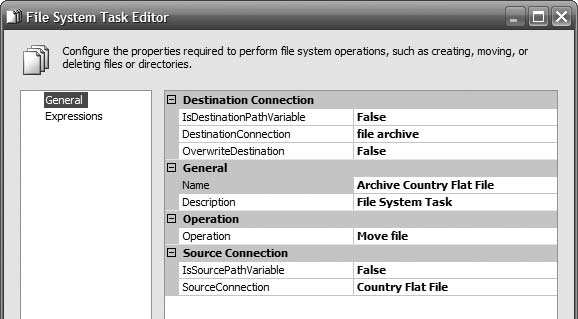 File System Task Editor
Configure the properties required to perform file system operations, such as creating, moving, or
deleting files or directories.
General
Expressions
Destination Connection
IsDestinationPathVariable False
DestinationConnection file archive
OverwriteDestination False
General
Name Archive Country Flat File
Description File System Task
Operation
Operation Move file
Source Connection
IsSourcePathVariable False
SourceConnection Country Flat File